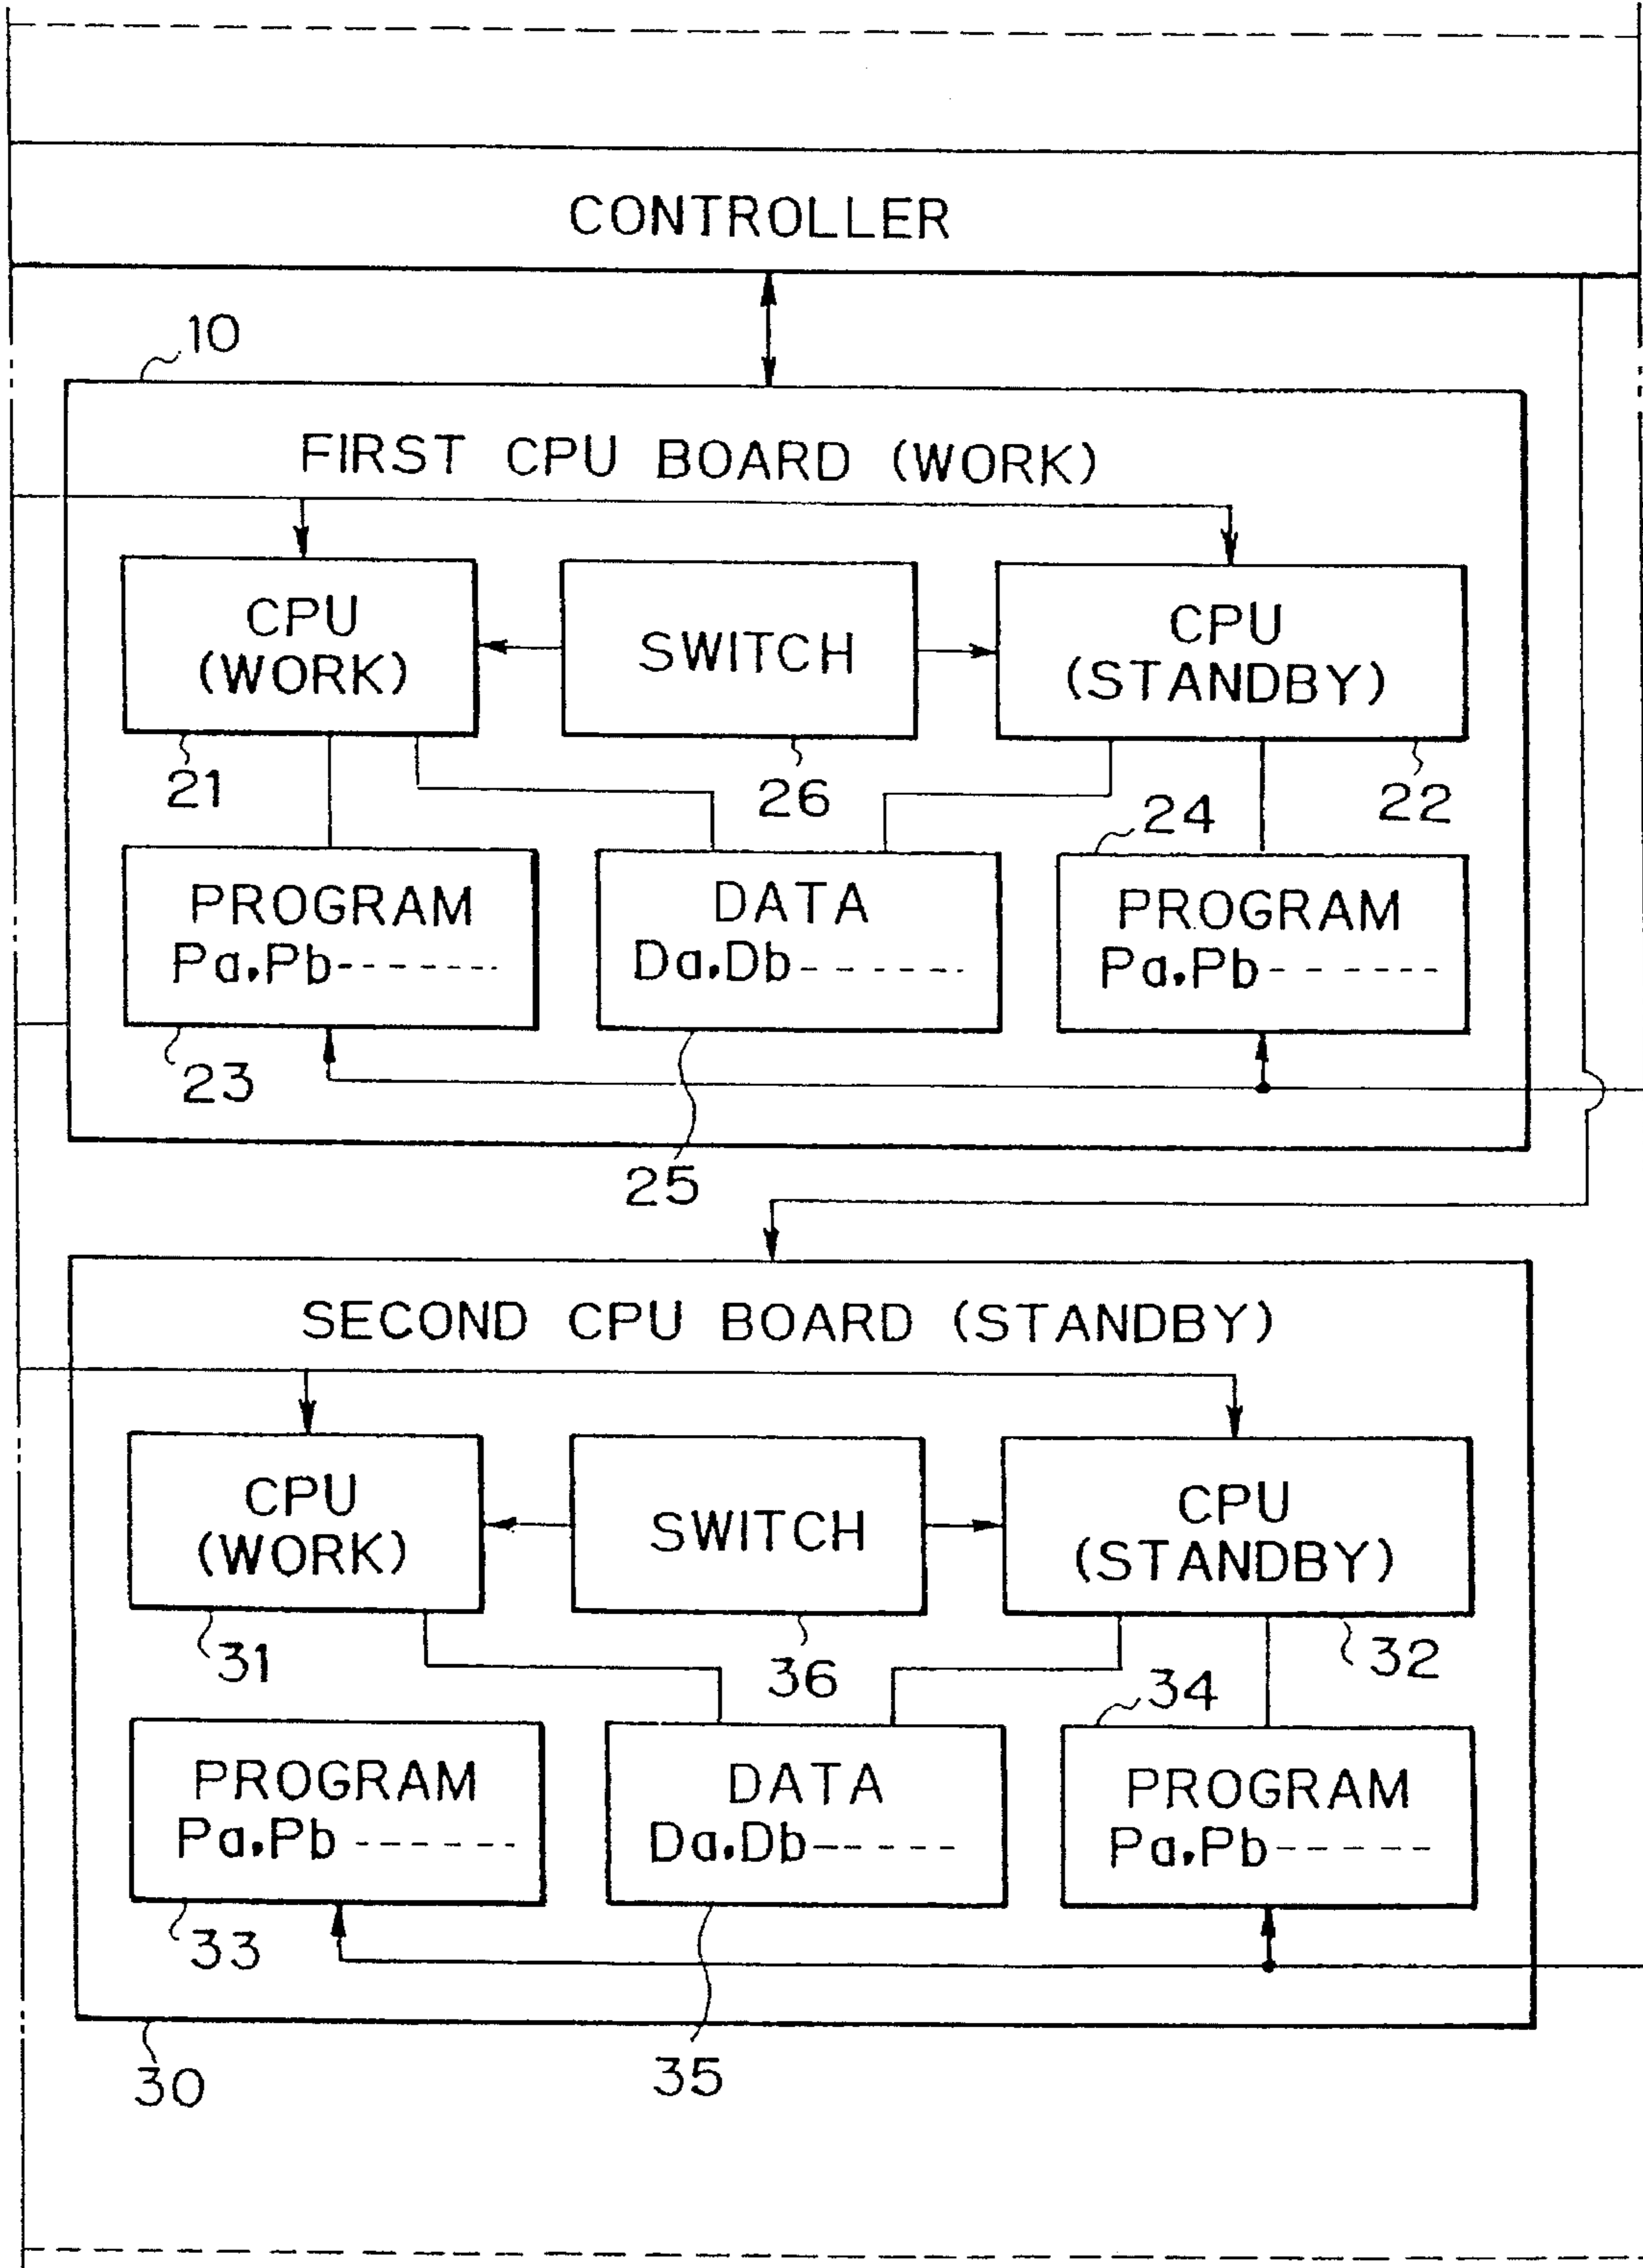 CONTROLLER
10
FIRST CPU BOARD (WORK)
CPU
(WORK)
21
SWITCH
26
CPU
(STANDBY)
22
PROGRAM
Pa.Pb-------
23
DATA
Da.Db-------
25
24
PROGRAM
Pa.Pb-------
SECOND CPU BOARD (STANDBY)
CPU
(WORK)
31
SWITCH
36
CPU
(STANDBY)
32
PROGRAM
Pa.Pb ------
33
DATA
Da.Db-----
35
34
PROGRAM
Pa.Pb-----
30